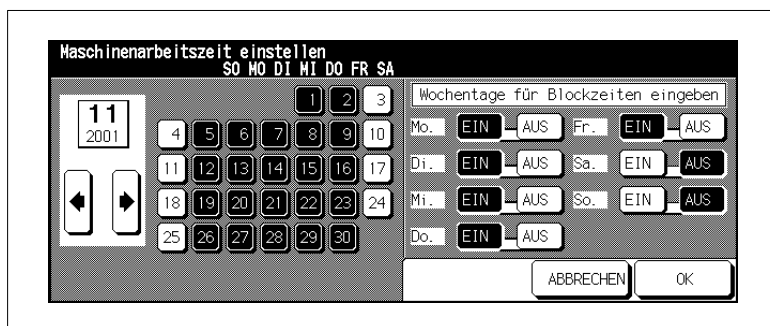 Maschinenarbeitszeit einstellen
SO MO DI MI DO FR SA
11
2001
1 2 3
4 5 6 7 8 9 10
11 12 13 14 15 16 17
18 19 20 21 22 23 24
25 26 27 28 29 30
Wochentage für Blockzeiten eingeben
Mo. EIN AUS Fr. EIN AUS
Di. EIN AUS Sa. EIN AUS
Mi. EIN AUS So. EIN AUS
Do. EIN AUS
ABBRECHEN OK